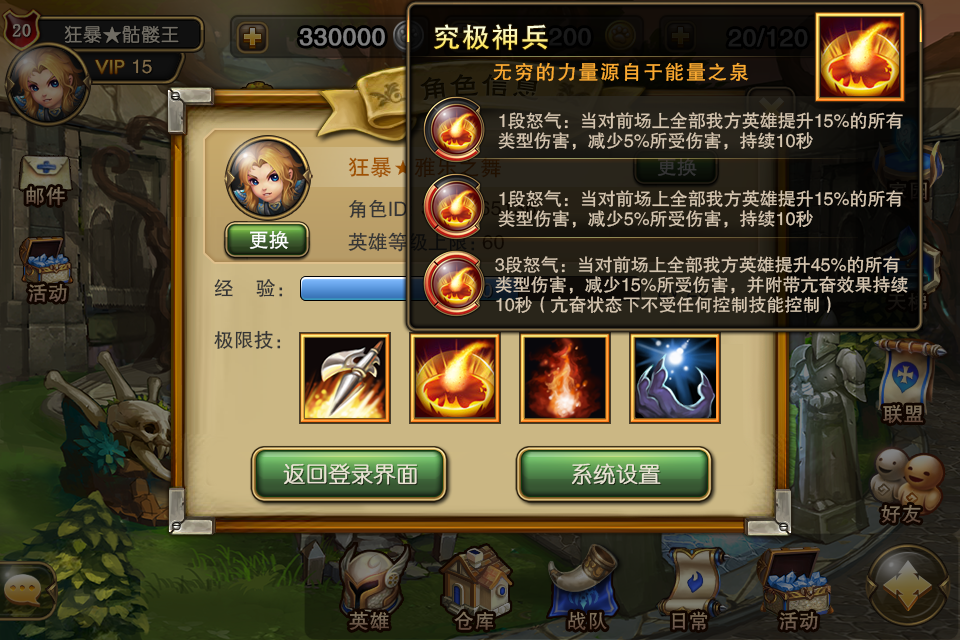 20
狂暴★骷髅王
VIP 15
330000
200
20/120
究极神兵
无穷的力量源自于能量之泉
1段怒气：当对前场上全部我方英雄提升15%的所有
类型伤害，减少5%所受伤害，持续10秒
1段怒气：当对前场上全部我方英雄提升15%的所有
类型伤害，减少5%所受伤害，持续10秒
3段怒气：当对前场上全部我方英雄提升45%的所有
类型伤害，减少15%所受伤害，并附带亢奋效果持续
10秒（亢奋状态下不受任何控制技能控制）
角色信息
狂暴★雅乐之舞
更换
角色ID
英雄等级上限：60
更换
经 验：
极限技：
返回登录界面
系统设置
邮件
活动
联盟
好友
英雄
仓库
战队
日常
活动